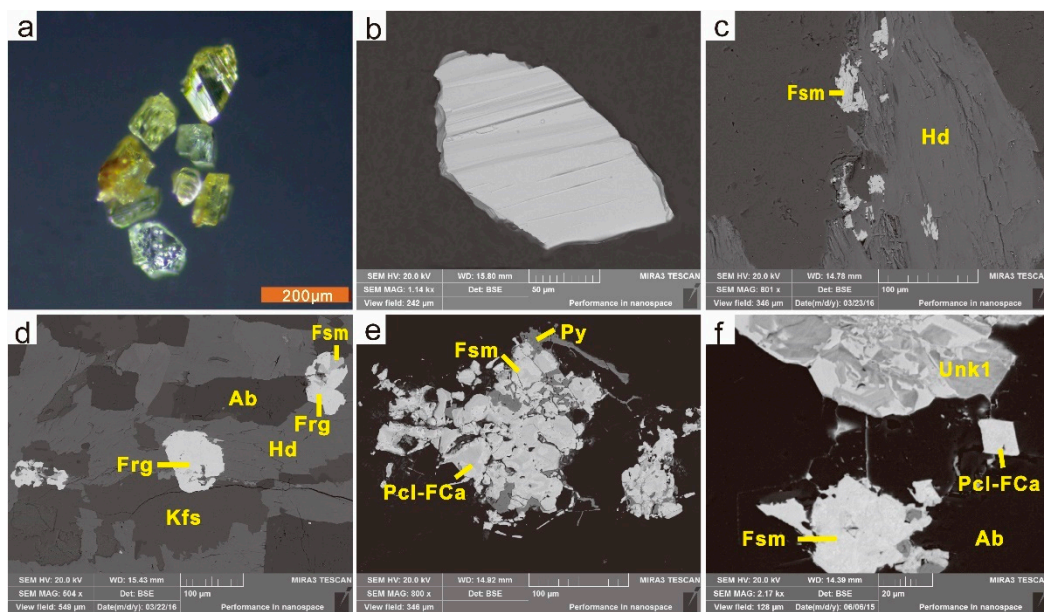 a
200μm
b
SEM HV: 20.0 kV WD: 15.80 mm MIRA3 TESCAN
SEM MAG: 1.14 kx Det: BSE 50 μm
View field: 242 μm Performance in nanospace
c
Fsm
Hd
SEM HV: 20.0 kV WD: 14.78 mm MIRA3 TESCAN
SEM MAG: 801 x Det: BSE 100 μm
View field: 346 μm Date(m/d/y): 03/23/16 Performance in nanospace
d
Fsm
Ab
Frg
Hd
Frg
Kfs
SEM HV: 20.0 kV WD: 15.43 mm MIRA3 TESCAN
SEM MAG: 504 x Det: BSE 100 μm
View field: 549 μm Date(m/d/y): 03/22/16 Performance in nanospace
e
Py
Fsm
Pcl-FCa
SEM HV: 20.0 kV WD: 14.92 mm MIRA3 TESCAN
SEM MAG: 800 x Det: BSE 100 μm
View field: 346 μm Performance in nanospace
f
Unk1
Pcl-FCa
Fsm
Ab
SEM HV: 20.0 kV WD: 14.39 mm MIRA3 TESCAN
SEM MAG: 2.17 kx Det: BSE 20 μm
View field: 128 μm Date(m/d/y): 06/06/15 Performance in nanospace